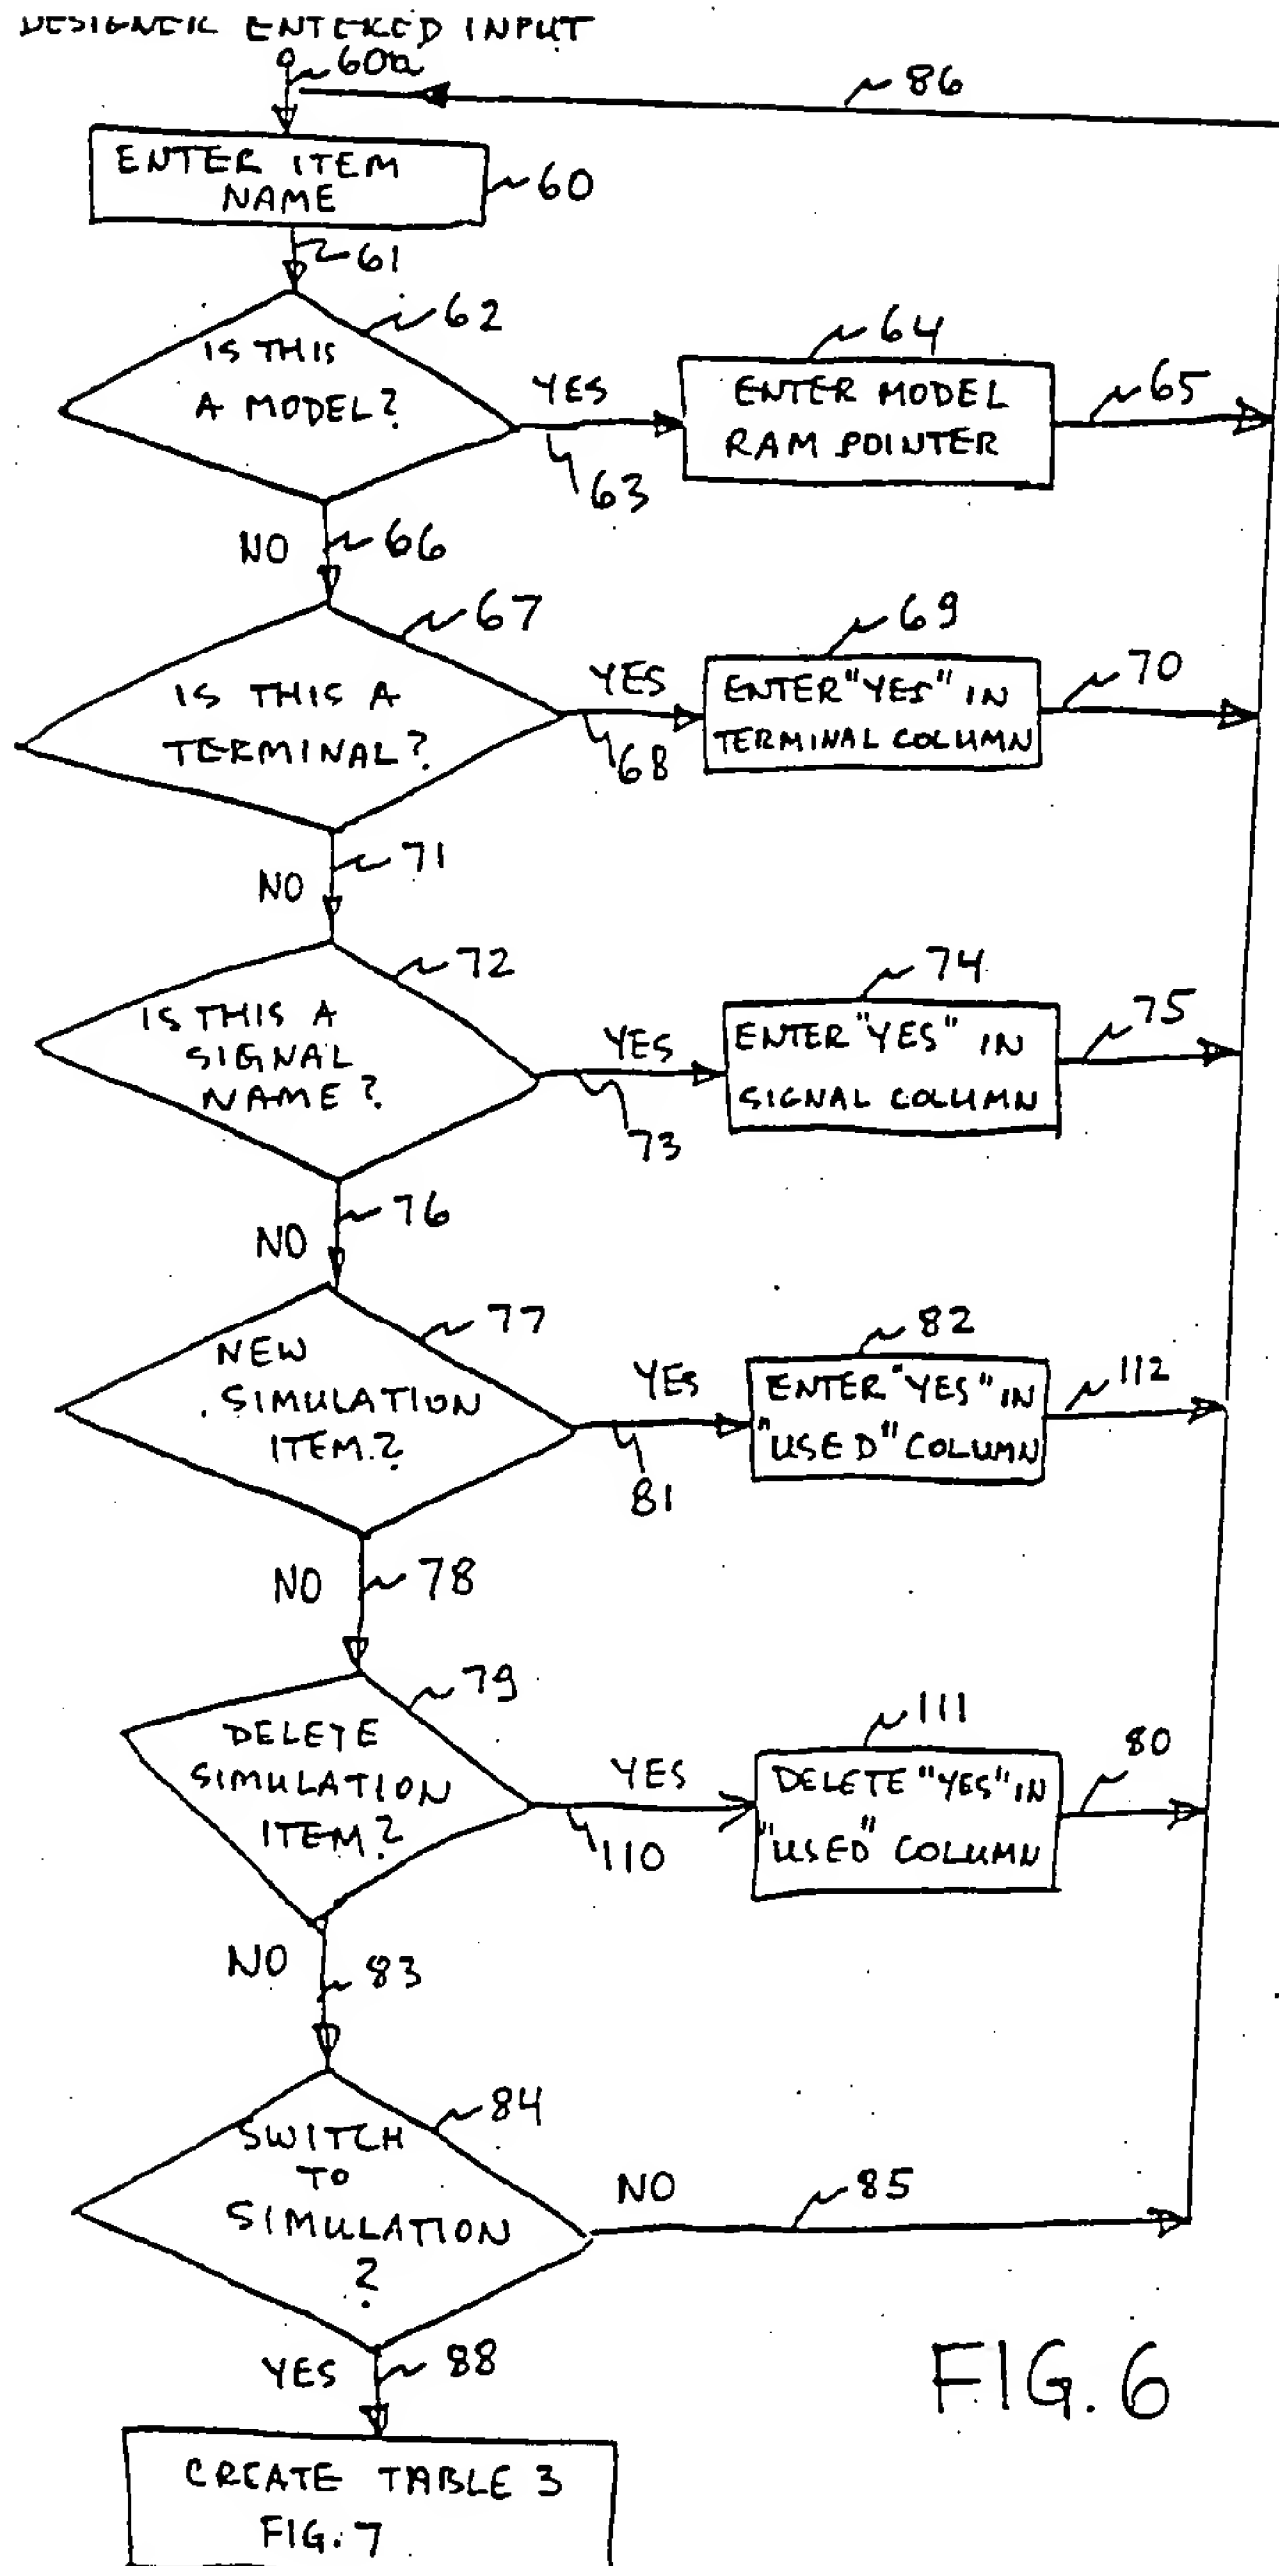 DESIGNER ENTERED INPUT
60a
86
ENTER ITEM
NAME
60
61
62
IS THIS
A MODEL?
YES
63
64
ENTER MODEL
RAM POINTER
65
NO
66
67
IS THIS A
TERMINAL?
YES
68
69
ENTER "YES" IN
TERMINAL COLUMN
70
NO
71
72
IS THIS A
SIGNAL
NAME?
YES
73
74
ENTER "YES" IN
SIGNAL COLUMN
75
NO
76
77
NEW
SIMULATION
ITEM?
YES
81
82
ENTER "YES" IN
"USED" COLUMN
112
NO
78
79
DELETE
SIMULATION
ITEM?
YES
110
111
DELETE "YES" IN
"USED" COLUMN
80
NO
83
84
SWITCH
TO
SIMULATION
?
NO
85
YES
88
CREATE TABLE 3
FIG. 7
FIG. 6